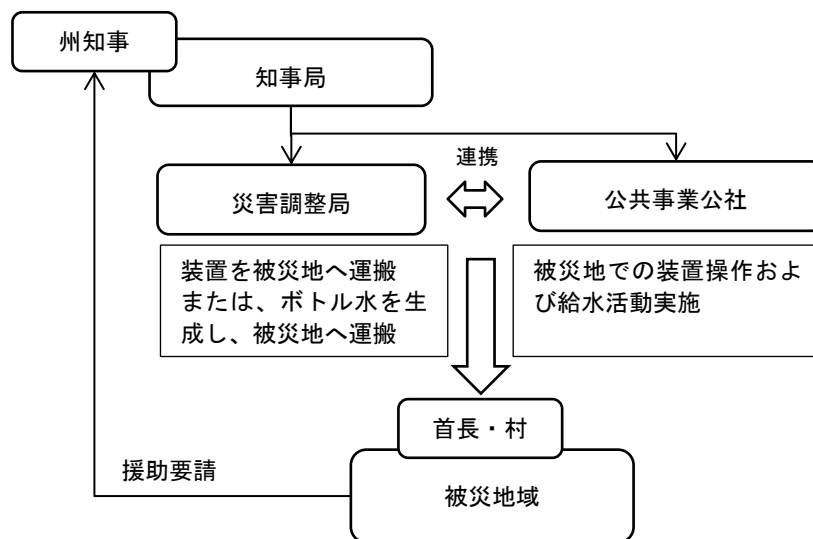 州知事
知事局
連携
災害調整局
公共事業公社
装置を被災地へ運搬
または、ボトル水を生
成し、被災地へ運搬
被災地での装置操作およ
び給水活動実施
首長・村
援助要請
被災地域